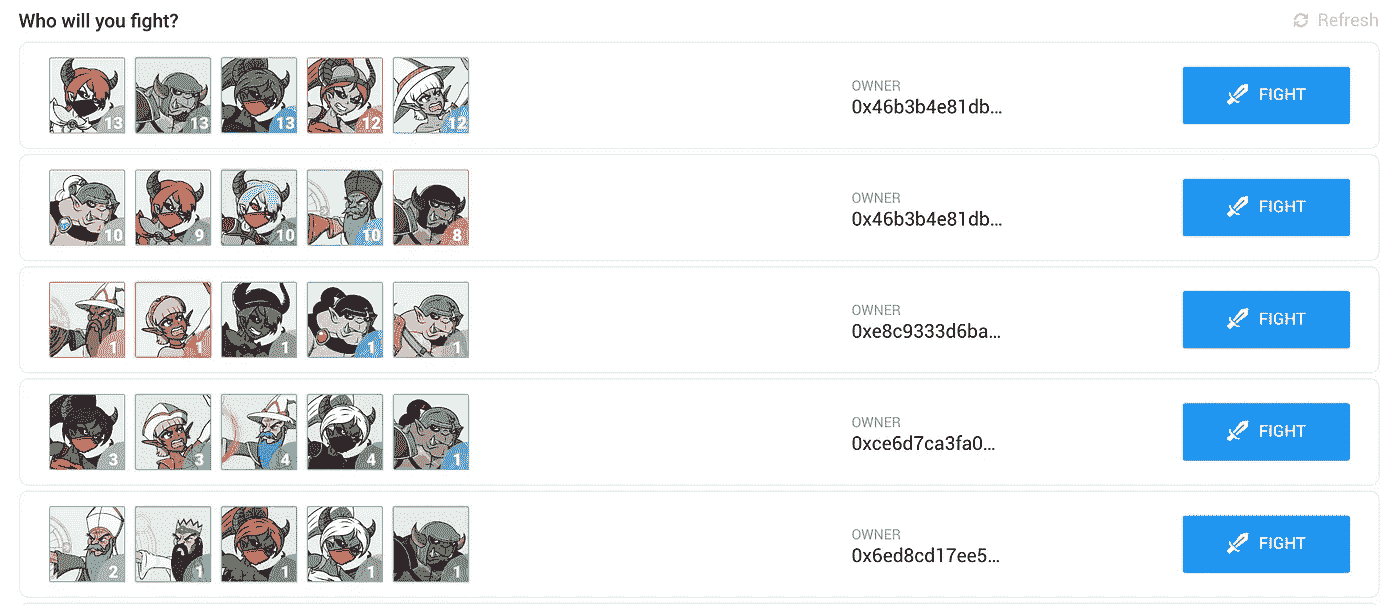 Who will you fight?
Refresh
13 13 13 12 12
OWNER
0x46b3b4e81db...
FIGHT
10 9 10 10 8
OWNER
0x46b3b4e81db...
FIGHT
1 1 1 1 1
OWNER
0xe8c9333d6ba...
FIGHT
3 3 4 4 1
OWNER
0xce6d7ca3fa0...
FIGHT
2 1 1 1 1
OWNER
0x6ed8cd17ee5...
FIGHT